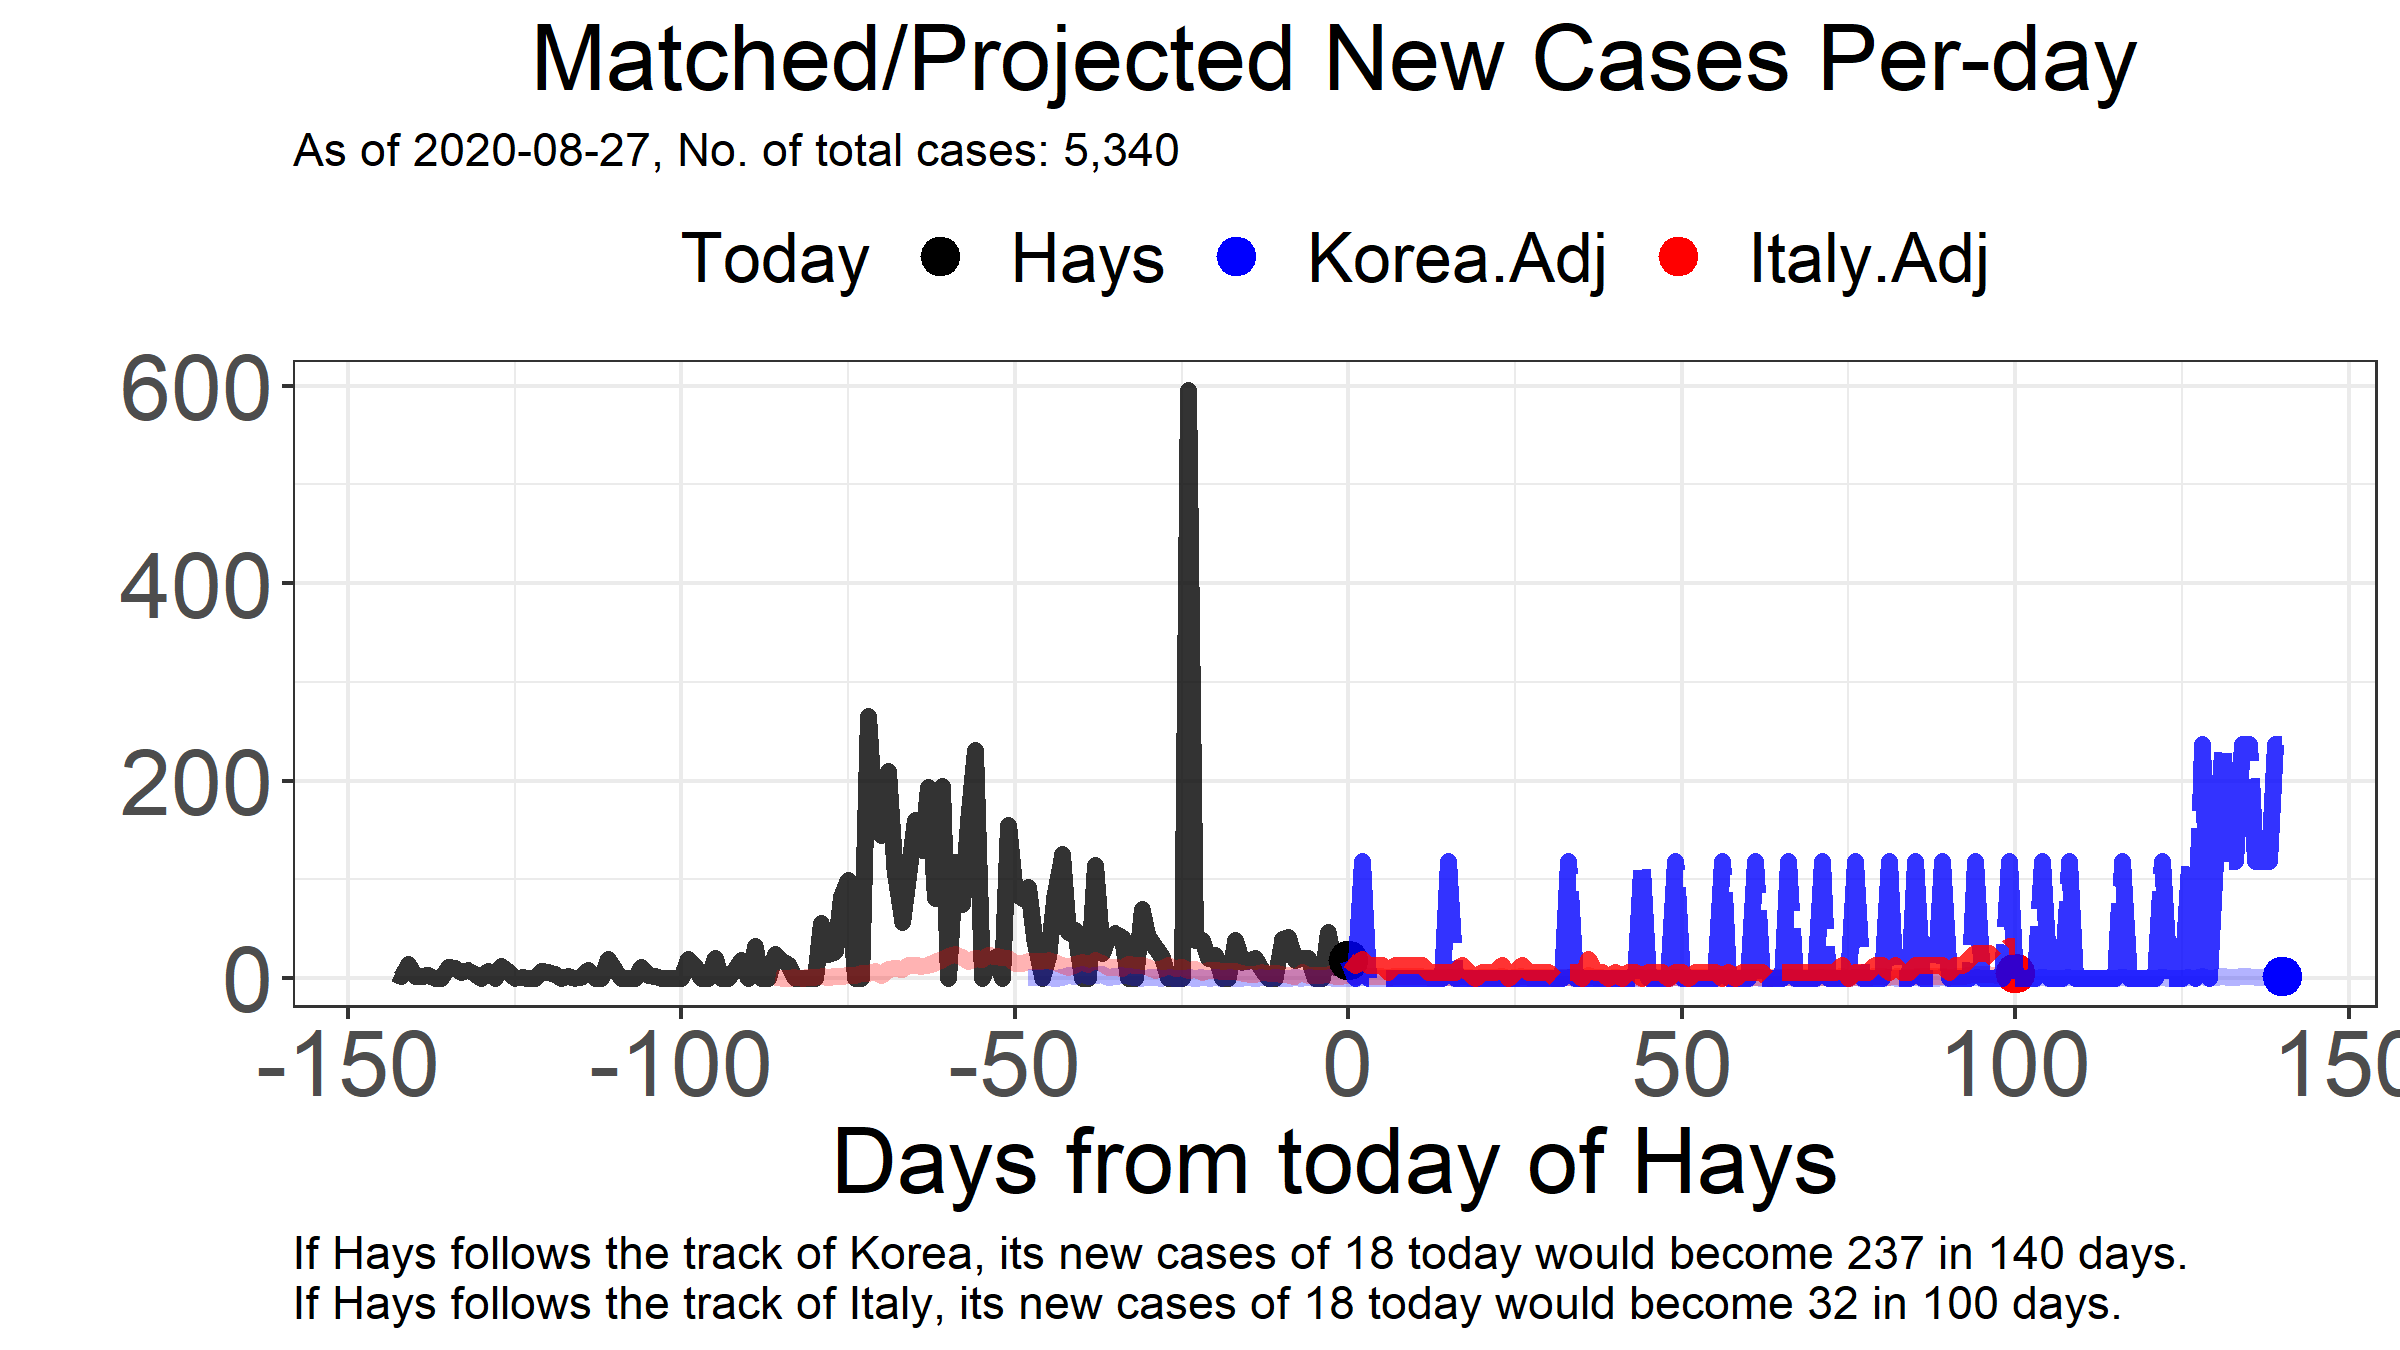 Matched/Projected New Cases Per-day
As of 2020-08-27, No. of total cases: 5,340
Today Hays Korea.Adj Italy.Adj
600
400
200
0
-150 -100 -50 0 50 100 150
Days from today of Hays
If Hays follows the track of Korea, its new cases of 18 today would become 237 in 140 days.
If Hays follows the track of Italy, its new cases of 18 today would become 32 in 100 days.